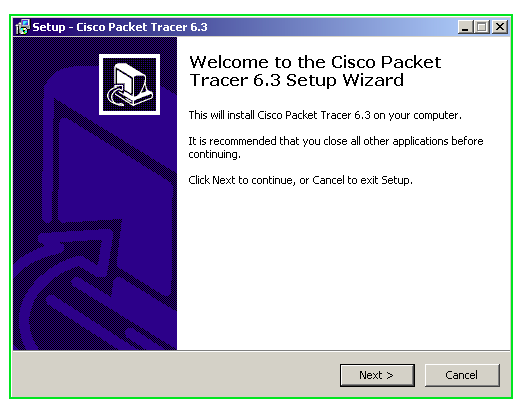 Setup - Cisco Packet Tracer 6.3
Welcome to the Cisco Packet
Tracer 6.3 Setup Wizard
This will install Cisco Packet Tracer 6.3 on your computer.
It is recommended that you close all other applications before
continuing.
Click Next to continue, or Cancel to exit Setup.
Next >
Cancel